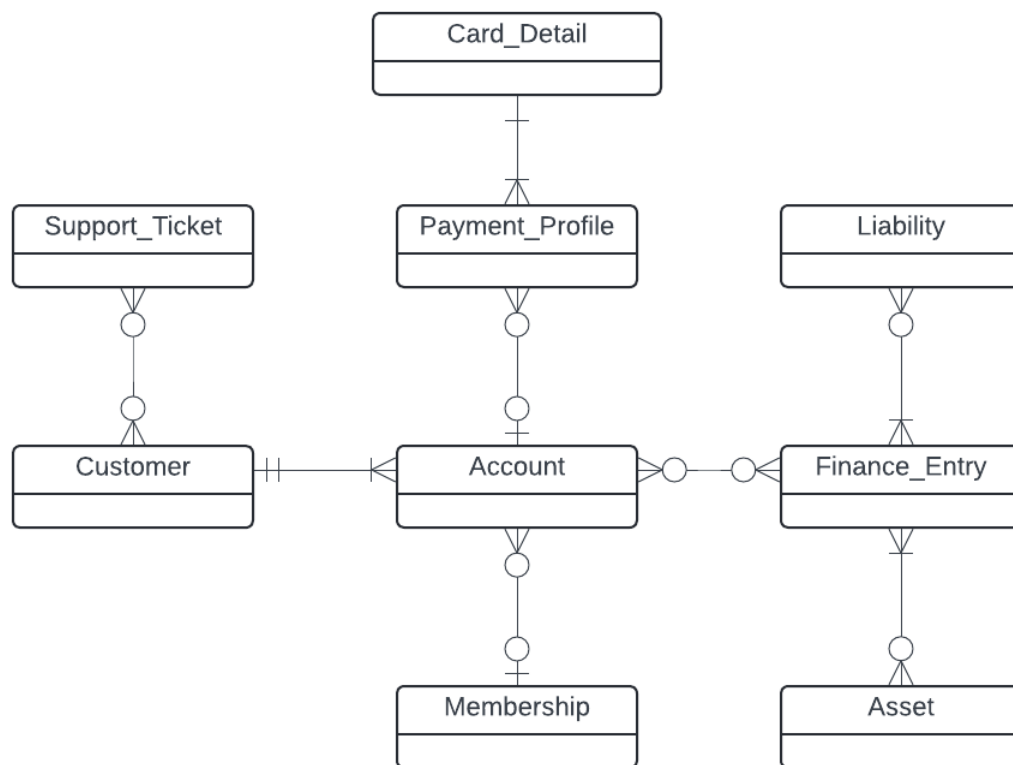 Card_Detail
Support_Ticket
Payment_Profile
Liability
Customer
Account
Finance_Entry
Membership
Asset